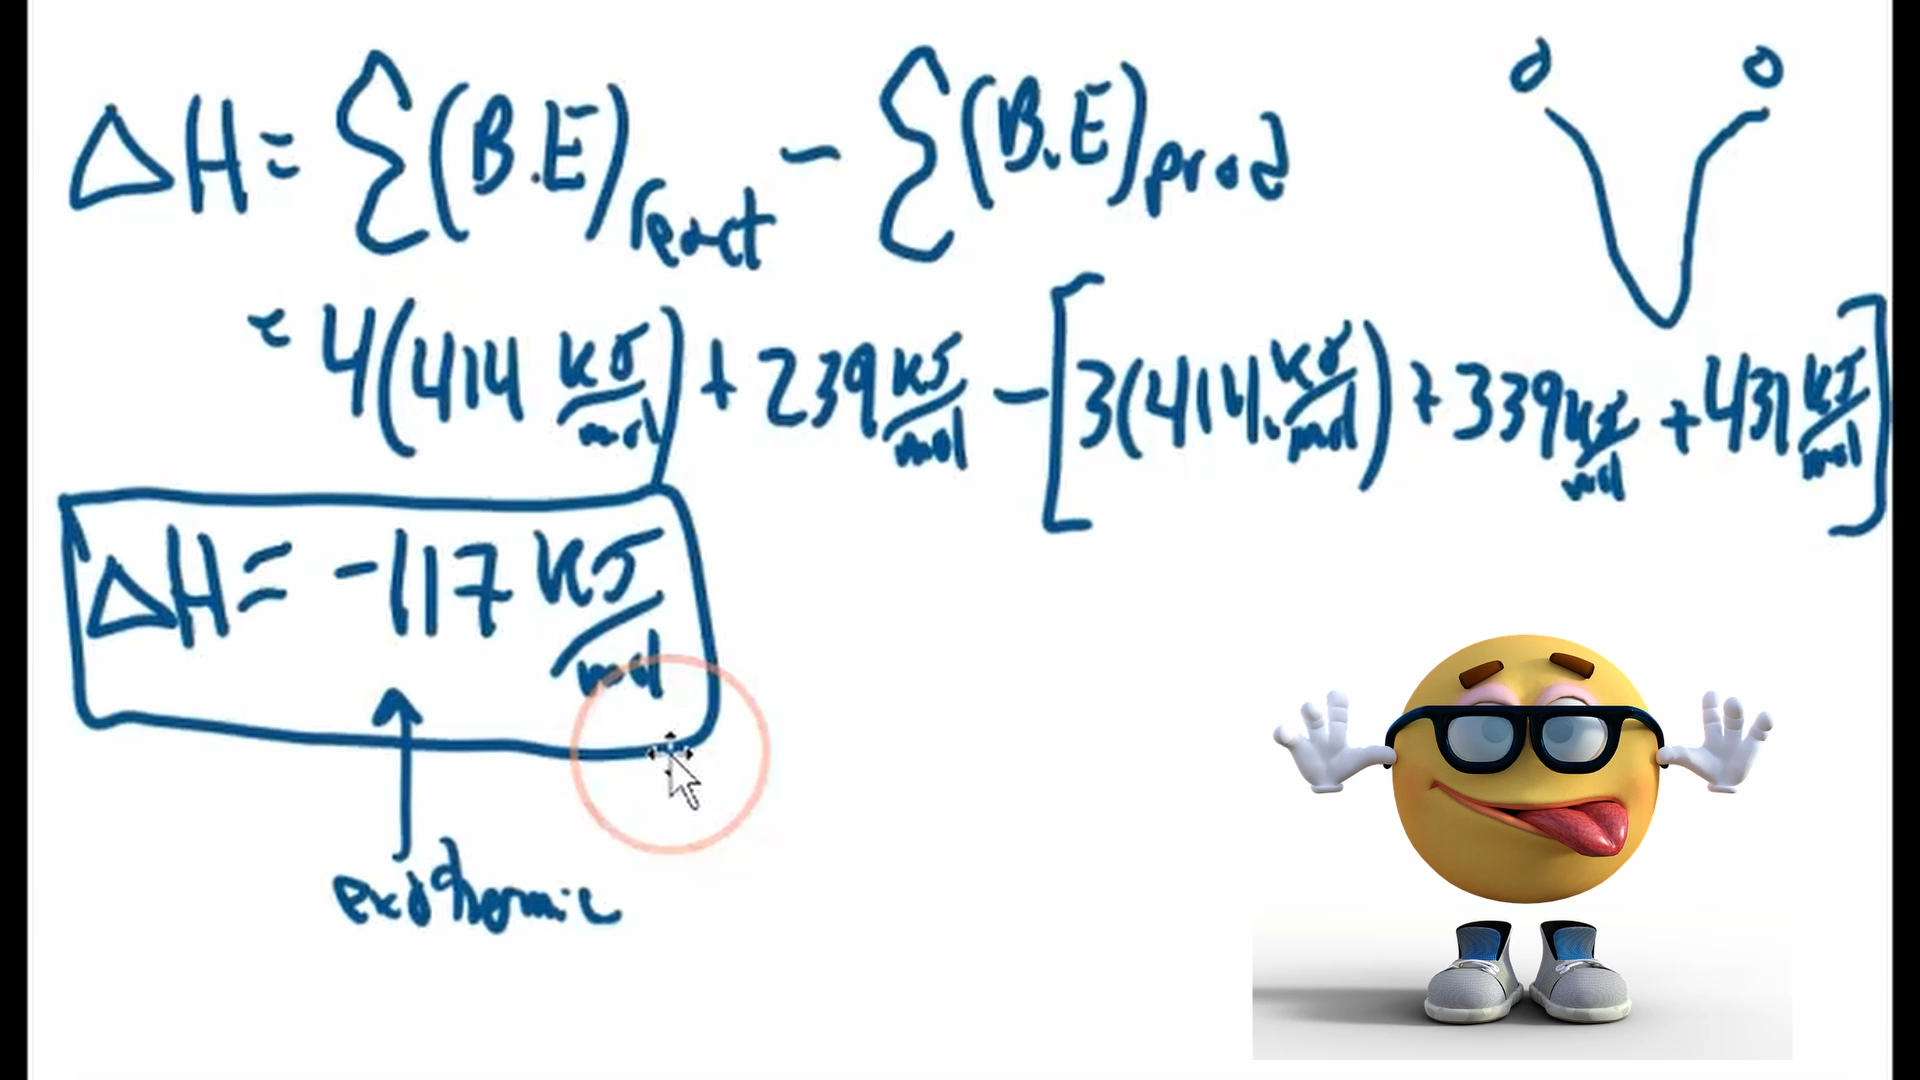 ΔH = Σ(B.E)react - Σ(B.E)prod
= 4(414 kJ/mol) + 239 kJ/mol - [3(414 kJ/mol) + 339 kJ/mol + 431 kJ/mol]
ΔH = -117 kJ/mol
exothermic